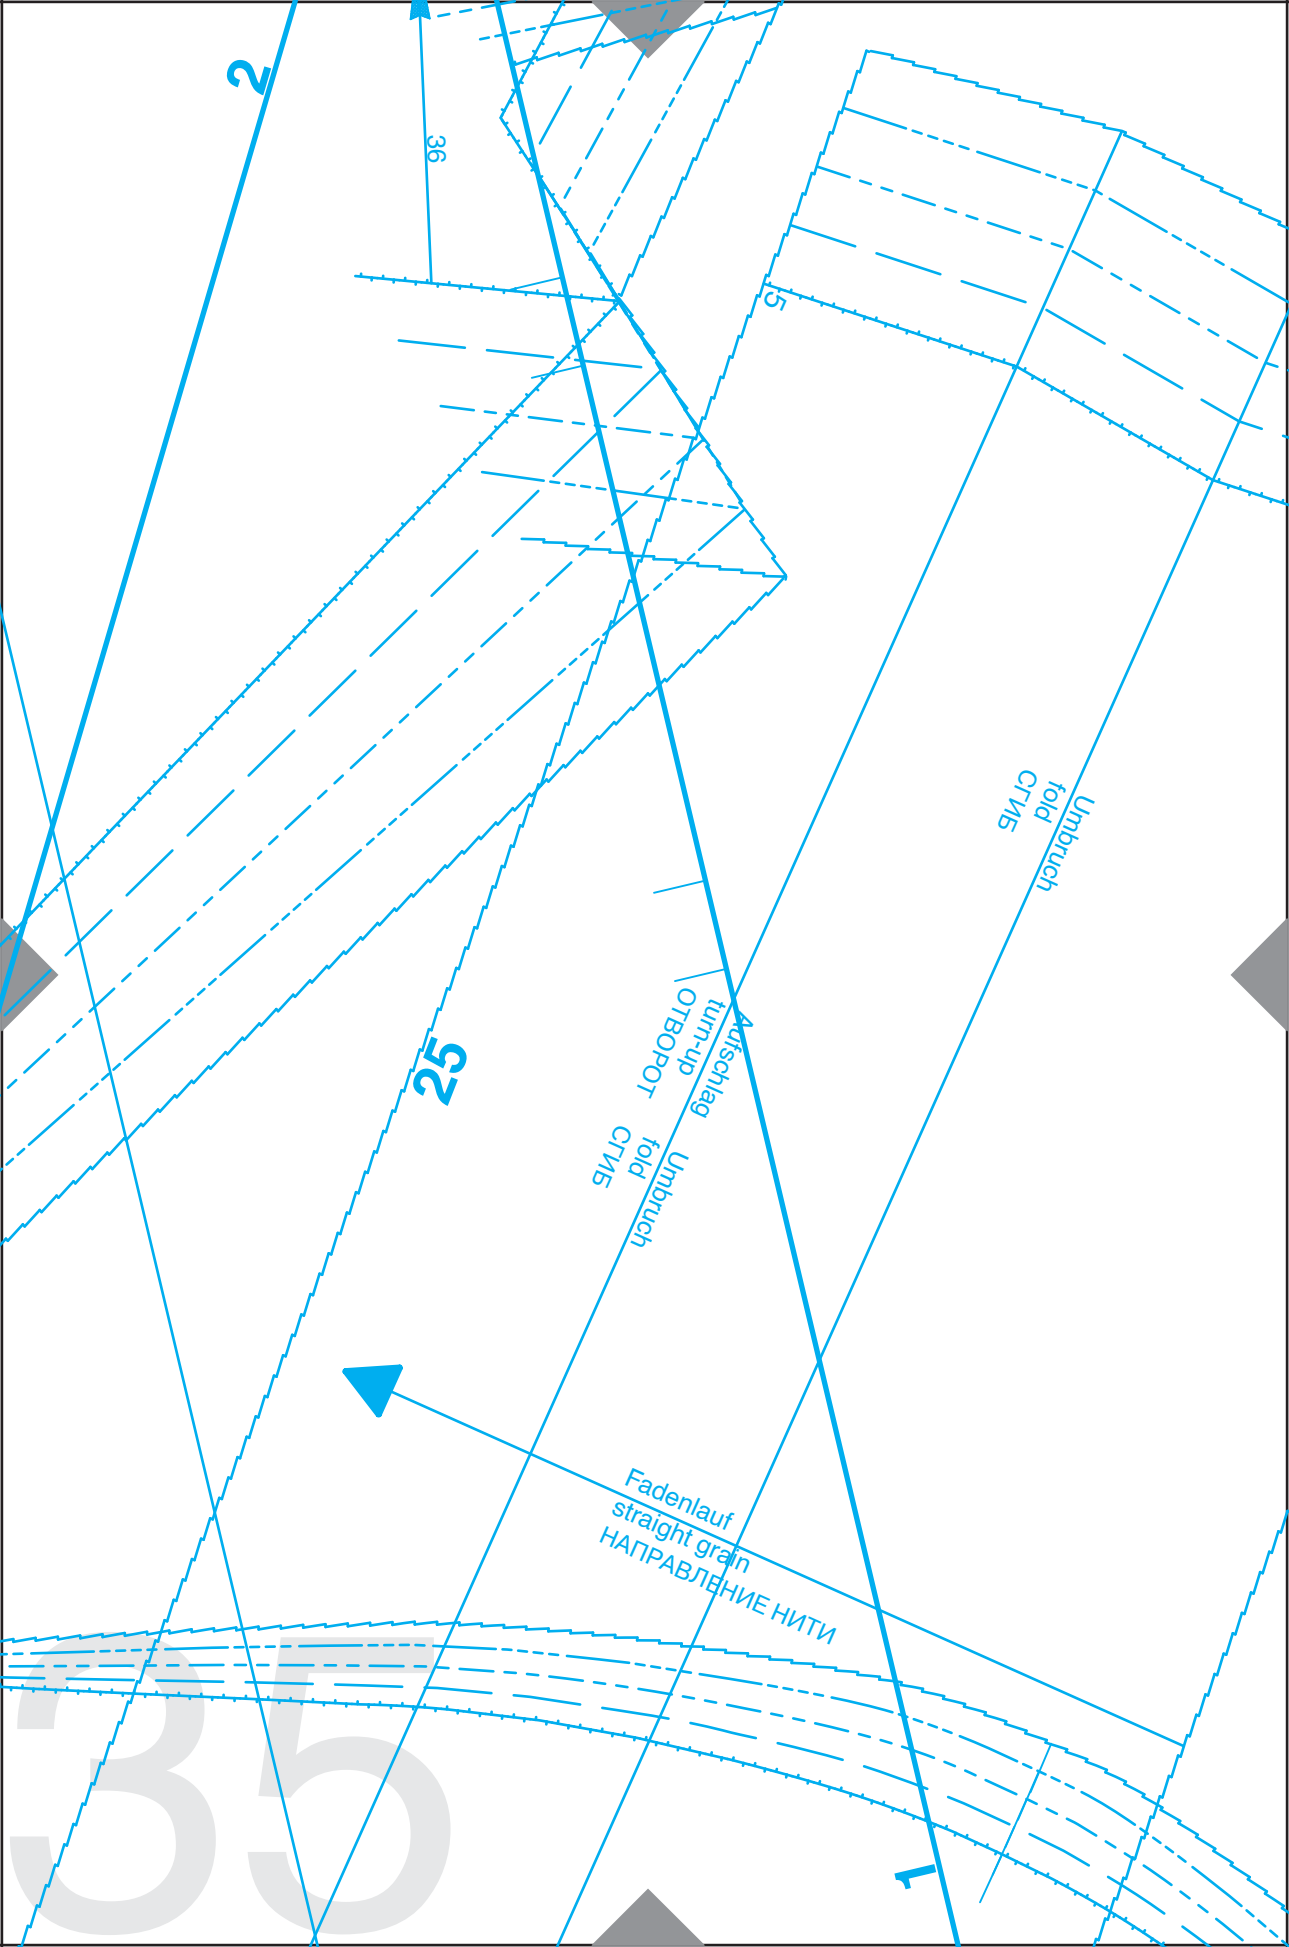 2
36
5
Umbruch
fold
СГИБ
Aufschlag
turn-up
ОТВОРОТ
Umbruch
fold
СГИБ
25
Fadenlauf
straight grain
НАПРАВЛЕНИЕ НИТИ
35
1